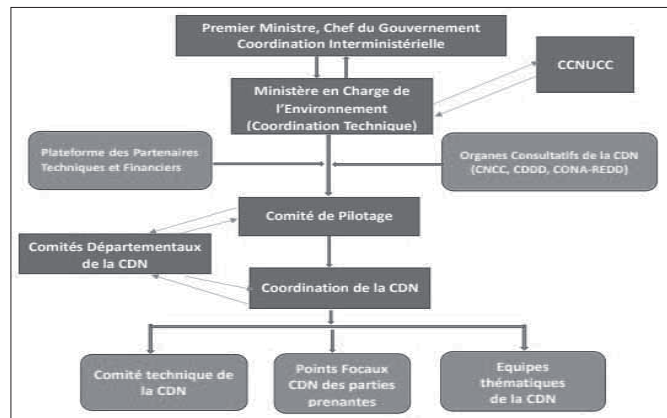 Premier Ministre, Chef du Gouvernement
Coordination Interministérielle
CCNUCC
Ministère en Charge de
l'Environnement
(Coordination Technique)
Plateforme des Partenaires
Techniques et Financiers
Organes Consultatifs de la CDN
(CNCC, CDDD, CONA-REDD)
Comité de Pilotage
Comités Départementaux
de la CDN
Coordination de la CDN
Comité technique de
la CDN
Points Focaux
CDN des parties
prenantes
Equipes
thématiques
de la CDN